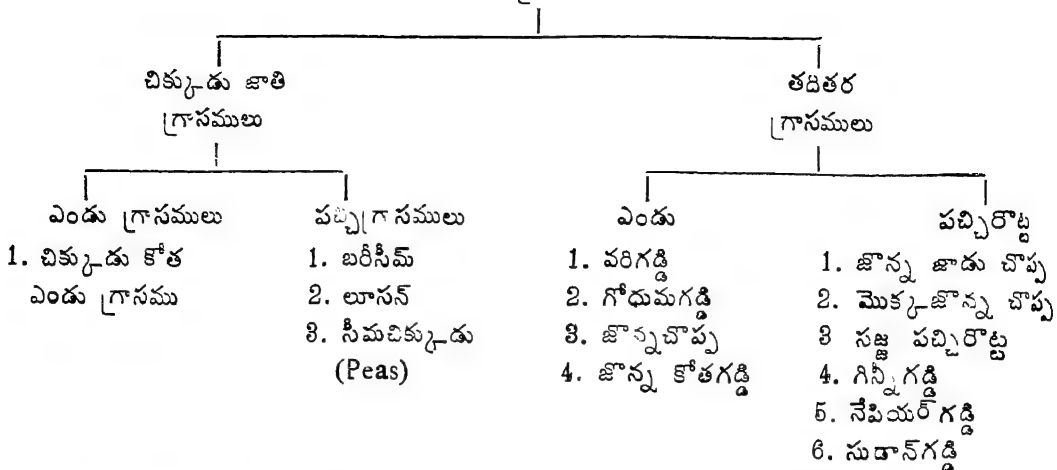 చిక్కుడు జాతి
గ్రాసములు
ఎండు గ్రాసములు
1. చిక్కుడు కోత
ఎండు గ్రాసము
పచ్చిగ్రాసములు
1. బరీసీమ్
2. లూసన్
3. సీమచిక్కుడు
(Peas)
తదితర
గ్రాసములు
ఎండు
1. వరిగడ్డి
2. గోధుమగడ్డి
3. జొన్నచొప్ప
4. జొన్న కోతగడ్డి
పచ్చిరొట్ట
1. జొన్న జాడు చొప్ప
2. మొక్కజొన్న చొప్ప
3 సజ్జ పచ్చిరొట్ట
4. గినీ గడ్డి
5. నేపియర్ గడ్డి
6. సుడాన్‌గడ్డి